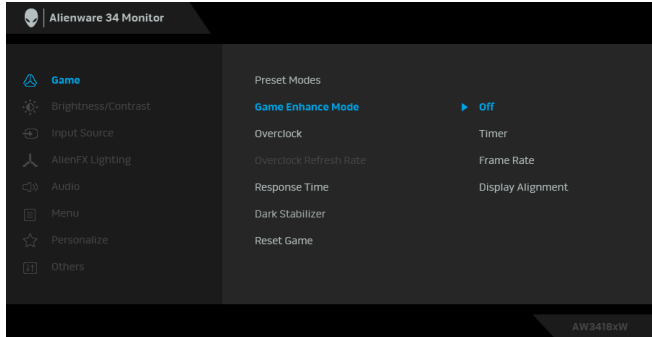 Alienware 34 Monitor
Game
Brightness/Contrast
Input Source
AlienFX Lighting
Audio
Menu
Personalize
Others
Preset Modes
Game Enhance Mode
Overclock
Overclock Refresh Rate
Response Time
Dark Stabilizer
Reset Game
Off
Timer
Frame Rate
Display Alignment
AW3418xW